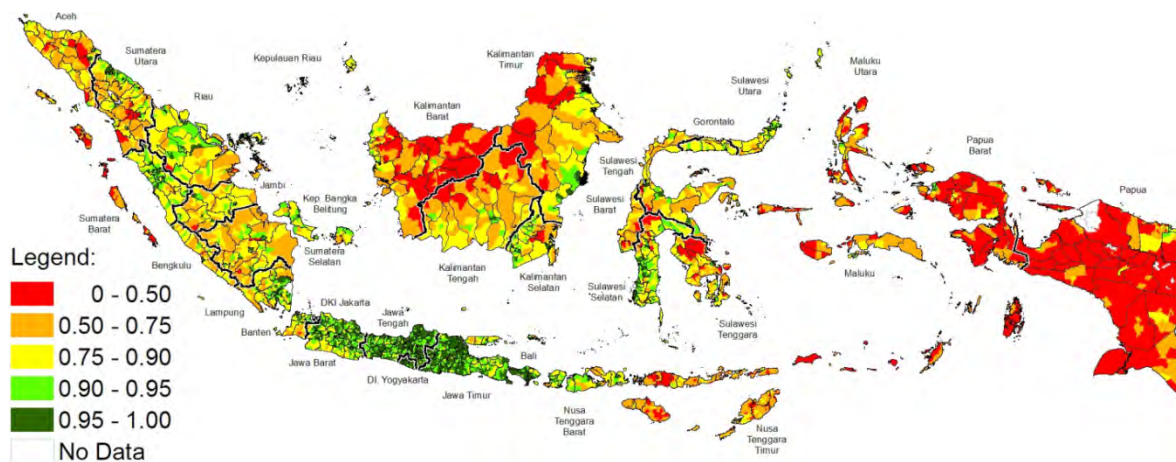 Aceh
Sumatera
Utara
Kepulauan Riau
Riau
Kalimantan
Timur
Kalimantan
Barat
Sulawesi
Utara
Maluku
Utara
Gorontalo
Papua
Barat
Papua
Sulawesi
Tengah
Jambi
Kep. Bangka
Belitung
Sulawesi
Barat
Sumatera
Barat
Sumatera
Selatan
Bengkulu
Kalimantan
Tengah
Kalimantan
Selatan
Sulawesi
Selatan
Maluku
Lampung
DKI Jakarta
Jawa
Tengah
Sulawesi
Tenggara
Banten
Jawa Barat
Bali
DI. Yogyakarta
Jawa Timur
Nusa
Tenggara
Barat
Nusa
Tenggara
Timur
Legend:
0 - 0.50
0.50 - 0.75
0.75 - 0.90
0.90 - 0.95
0.95 - 1.00
No Data